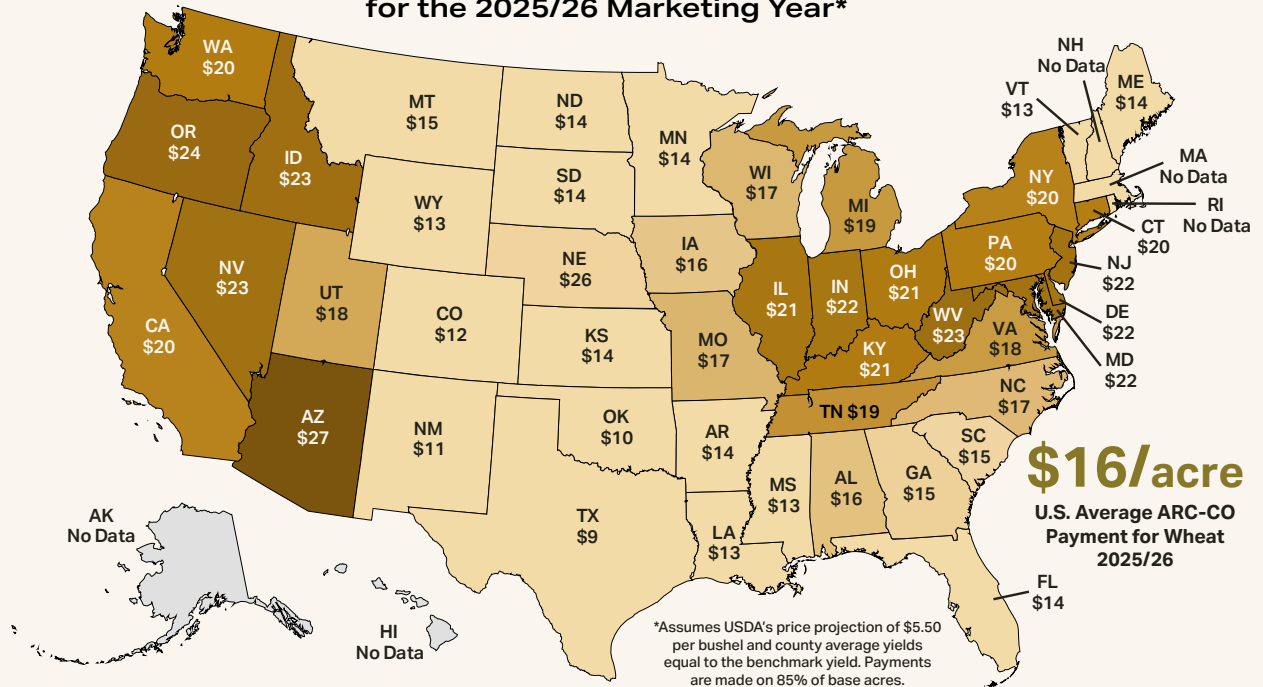 for the 2025/26 Marketing Year*
WA
$20
OR
$24
ID
$23
MT
$15
ND
$14
MN
$14
SD
$14
WY
$13
WI
$17
MI
$19
NH
No Data
VT
$13
ME
$14
MA
No Data
RI
No Data
NY
$20
CT
$20
NJ
$22
DE
$22
MD
$22
PA
$20
OH
$21
IN
$22
IL
$21
IA
$16
NE
$26
NV
$23
UT
$18
CO
$12
KS
$14
MO
$17
KY
$21
WV
$23
VA
$18
CA
$20
AZ
$27
NM
$11
OK
$10
AR
$14
TN $19
NC
$17
SC
$15
GA
$15
AL
$16
MS
$13
LA
$13
TX
$9
FL
$14
AK
No Data
HI
No Data
$16/acre
U.S. Average ARC-CO
Payment for Wheat
2025/26
*Assumes USDA's price projection of $5.50
per bushel and county average yields
equal to the benchmark yield. Payments
are made on 85% of base acres.